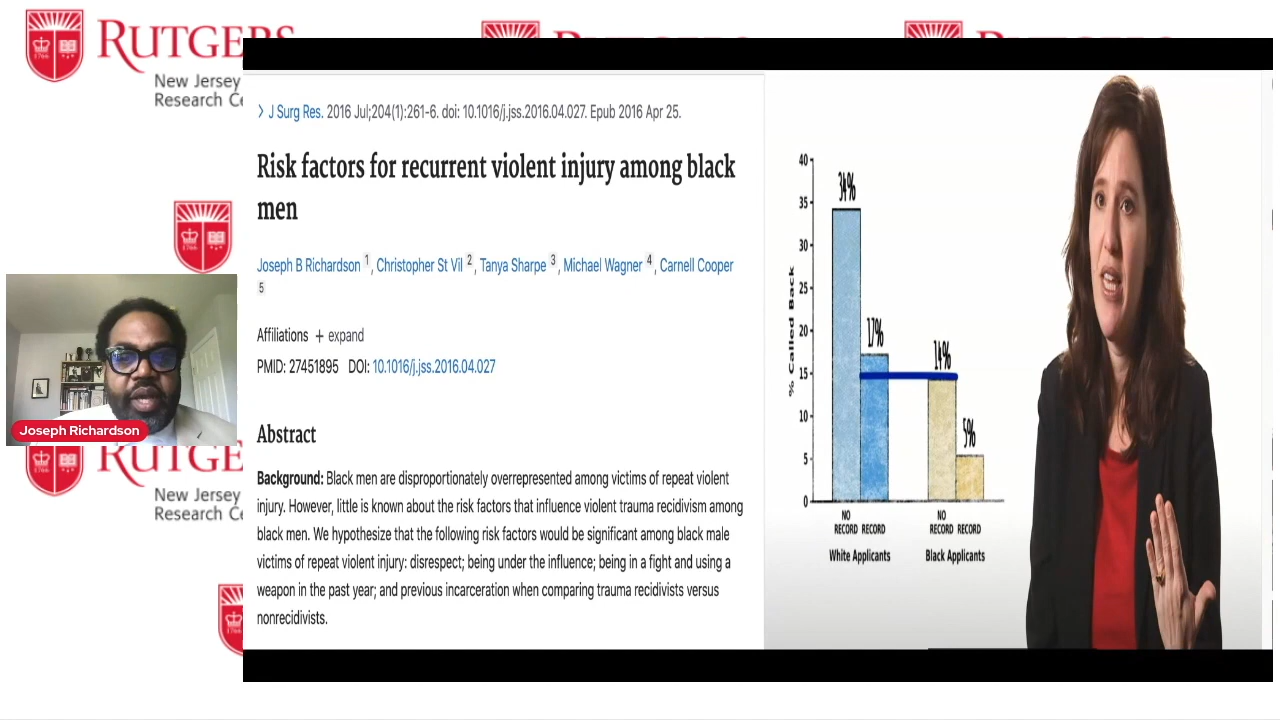 RUTGERS
New Jersey
Research Ce
1766
> J Surg Res. 2016 Jul;204(1):261-6. doi: 10.1016/j.jss.2016.04.027. Epub 2016 Apr 25.
Risk factors for recurrent violent injury among black
men
Joseph B Richardson 1, Christopher St Vil 2, Tanya Sharpe 3, Michael Wagner 4, Carnell Cooper
5
Affiliations + expand
PMID: 27451895 DOI: 10.1016/j.jss.2016.04.027
Abstract
Background: Black men are disproportionately overrepresented among victims of repeat violent
injury. However, little is known about the risk factors that influence violent trauma recidivism among
black men. We hypothesize that the following risk factors would be significant among black male
victims of repeat violent injury: disrespect; being under the influence; being in a fight and using a
weapon in the past year; and previous incarceration when comparing trauma recidivists versus
nonrecidivists.
% Called Back
40
35
30
25
20
15
10
5
0
34%
17%
14%
5%
NO
RECORD RECORD
White Applicants
NO
RECORD RECORD
Black Applicants
Joseph Richardson
RUTGE
New Jersey
Research Ce